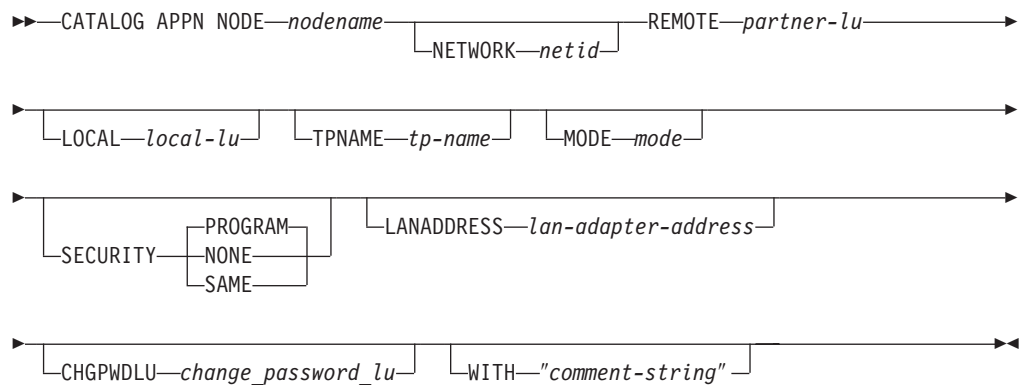 CATALOG APPN NODE nodename REMOTE partner-lu
NETWORK netid
LOCAL local-lu TPNAME tp-name MODE mode
PROGRAM LANADDRESS lan-adapter-address
SECURITY NONE
SAME
CHGPWDLU change_password_lu WITH "comment-string"